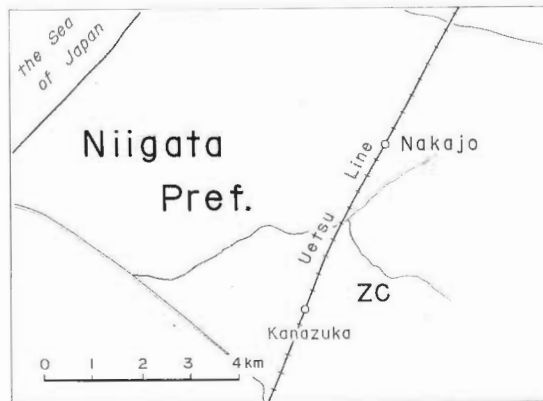 the Sea
of Japan
Niigata
Pref.
Nakajo
Uetsu Line
ZC
Kanazuka
0 1 2 3 4 km